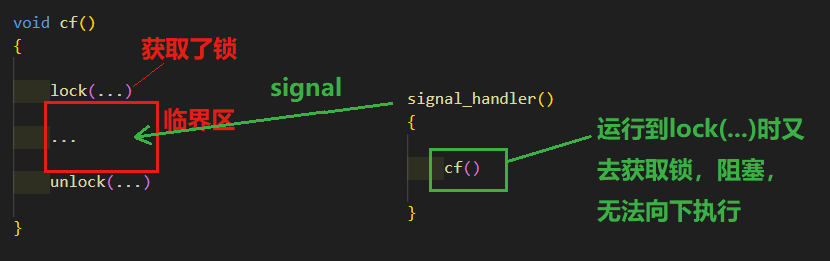 void cf()
{
获取了锁
lock(...)
signal
临界区
...
unlock(...)
}
signal_handler()
{
cf()
}
运行到lock(...)时又
去获取锁，阻塞，
无法向下执行